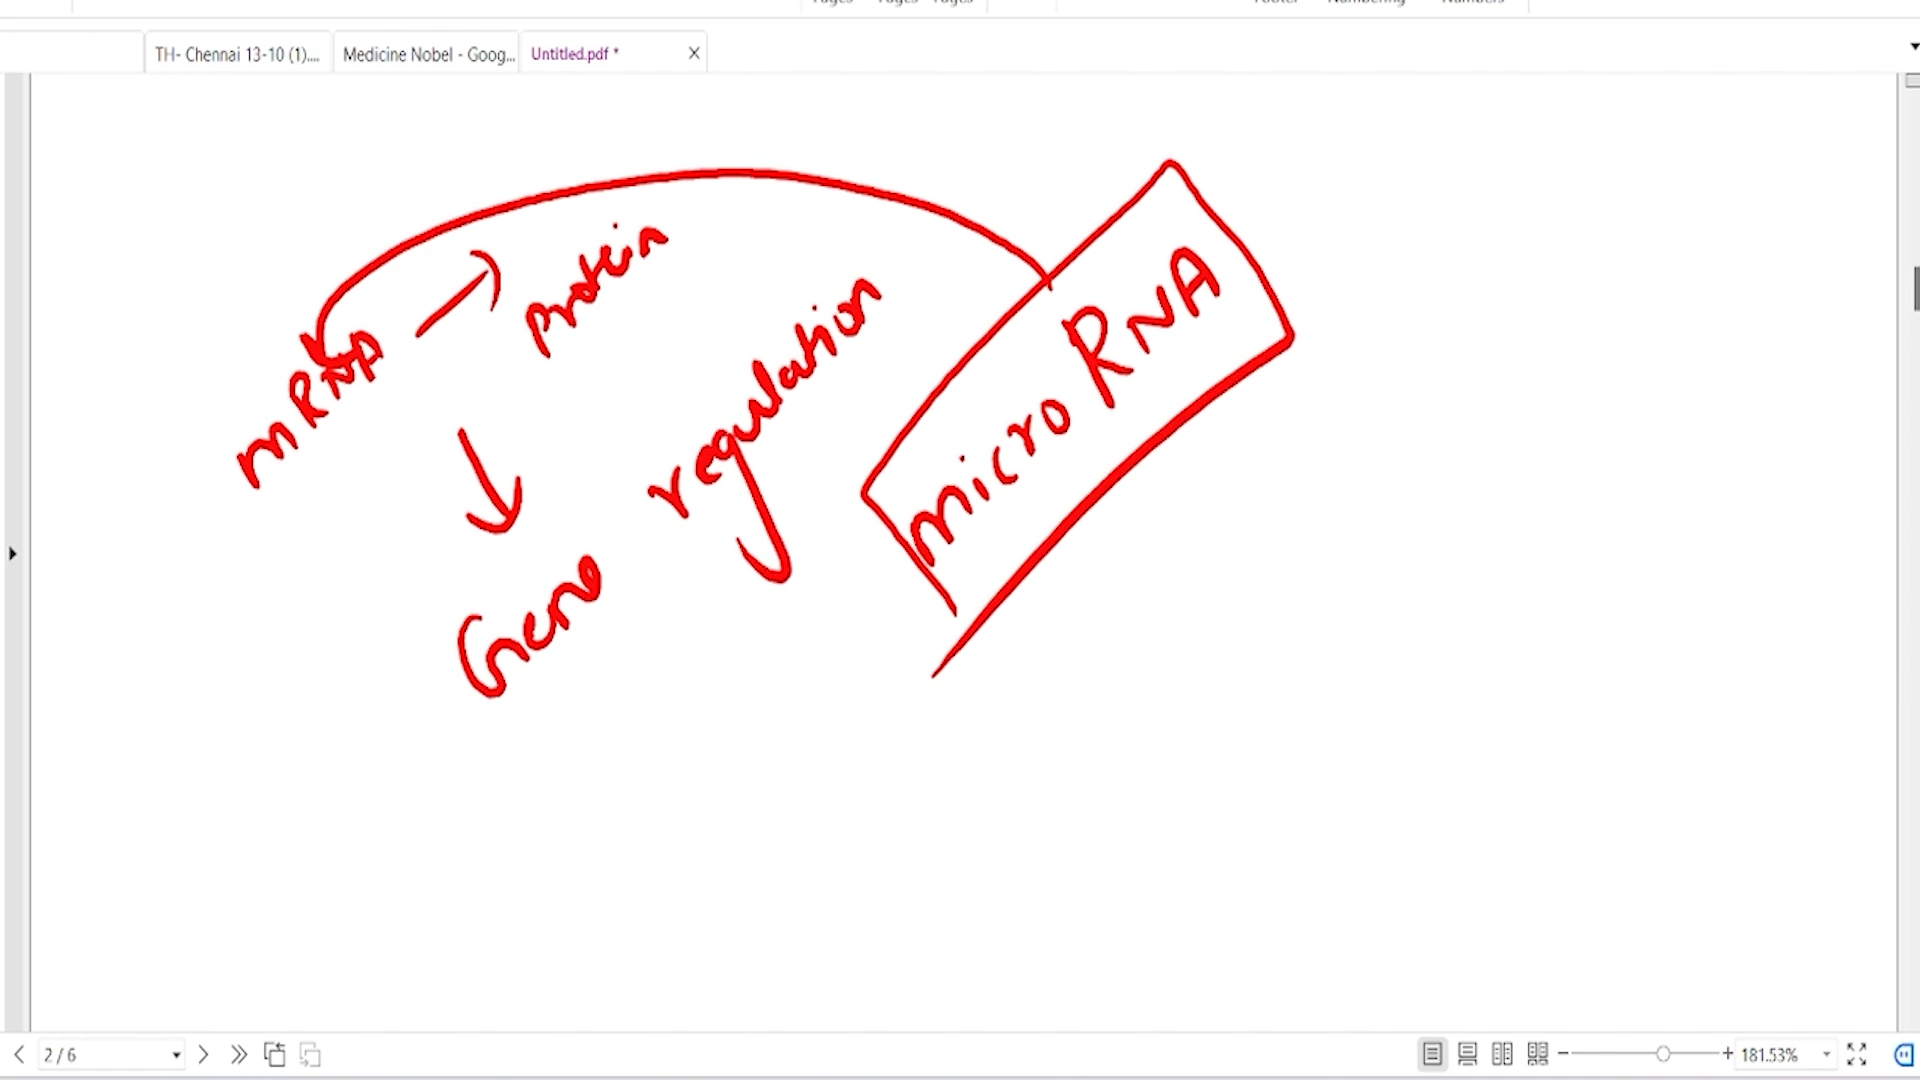 TH- Chennai 13-10 (1)....
Medicine Nobel - Goog...
Untitled.pdf *
mRNA → Protein
↓
Gene regulation
micro RNA
2 / 6
181.53%